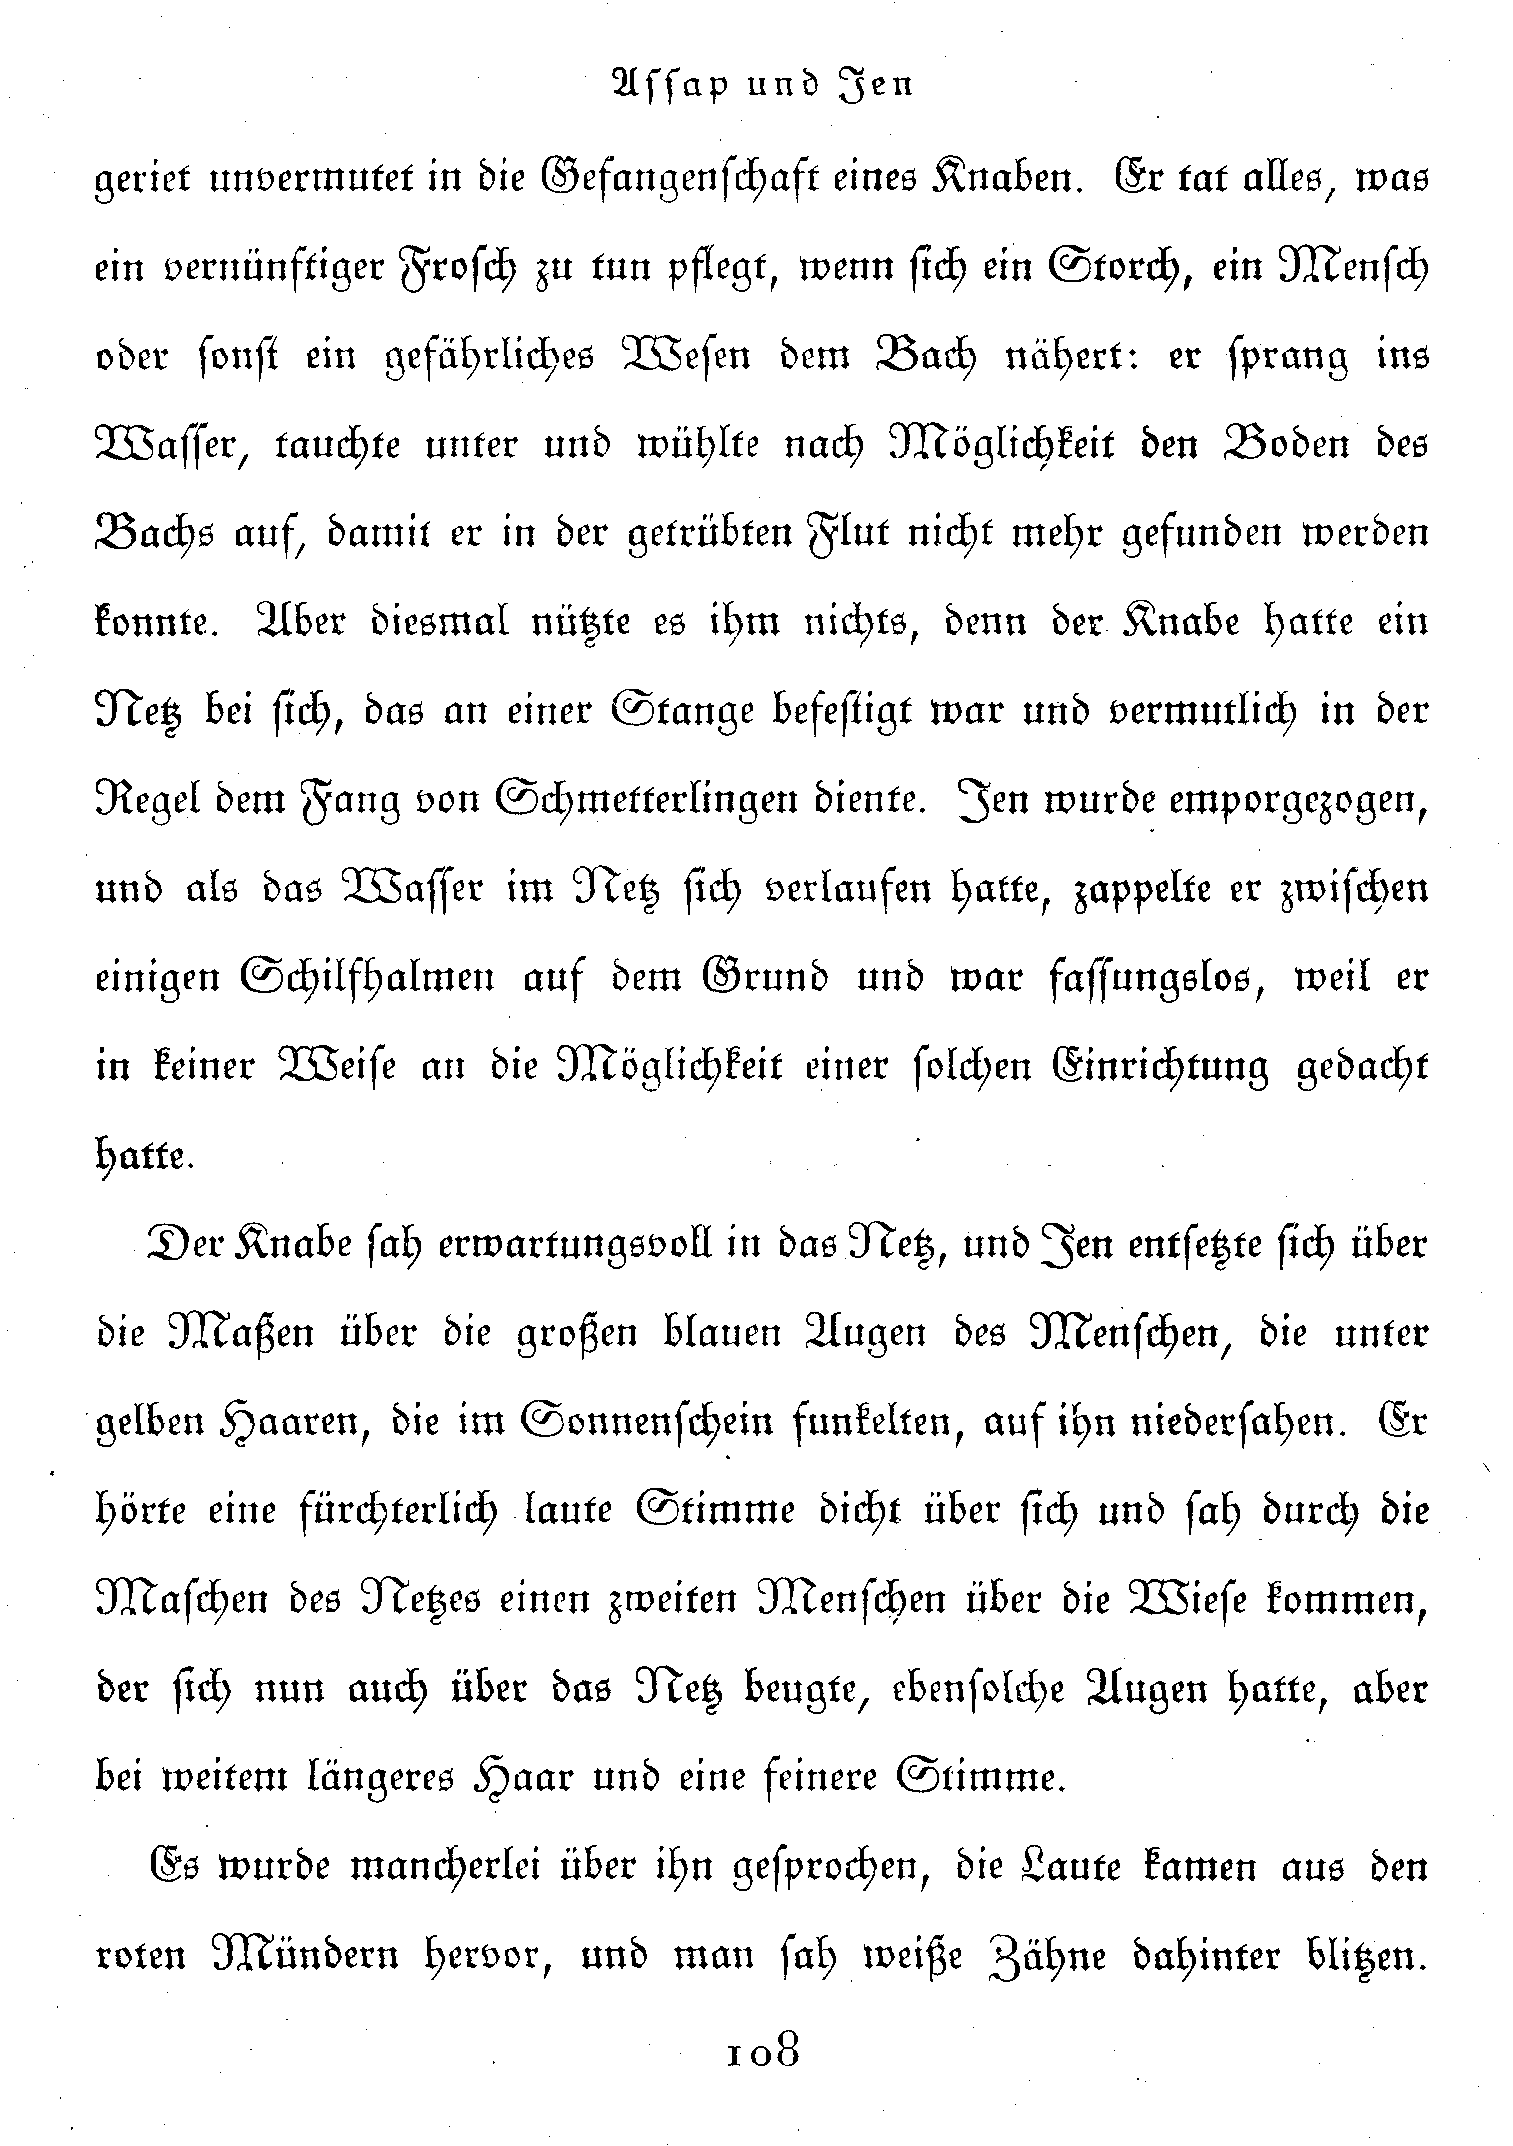 Assap und Jen
geriet unvermutet in die Gefangenschaft eines Knaben. Er tat alles, was
ein vernünftiger Frosch zu tun pflegt, wenn sich ein Storch, ein Mensch
oder sonst ein gefährliches Wesen dem Bach nähert: er sprang ins
Wasser, tauchte unter und wühlte nach Möglichkeit den Boden des
Bachs auf, damit er in der getrübten Flut nicht mehr gefunden werden
konnte. Aber diesmal nützte es ihm nichts, denn der Knabe hatte ein
Netz bei sich, das an einer Stange befestigt war und vermutlich in der
Regel dem Fang von Schmetterlingen diente. Jen wurde emporgezogen,
und als das Wasser im Netz sich verlaufen hatte, zappelte er zwischen
einigen Schilfhalmen auf dem Grund und war fassungslos, weil er
in keiner Weise an die Möglichkeit einer solchen Einrichtung gedacht
hatte.
Der Knabe sah erwartungsvoll in das Netz, und Jen entsetzte sich über
die Maßen über die großen blauen Augen des Menschen, die unter
gelben Haaren, die im Sonnenschein funkelten, auf ihn niedersahen. Er
hörte eine fürchterlich laute Stimme dicht über sich und sah durch die
Maschen des Netzes einen zweiten Menschen über die Wiese kommen,
der sich nun auch über das Netz beugte, ebensolche Augen hatte, aber
bei weitem längeres Haar und eine feinere Stimme.
Es wurde mancherlei über ihn gesprochen, die Laute kamen aus den
roten Mündern hervor, und man sah weiße Zähne dahinter blitzen.
108